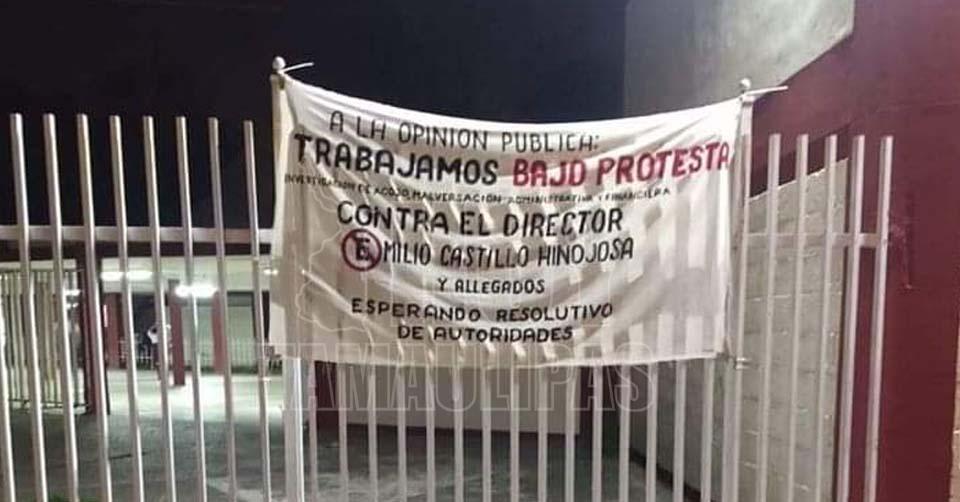 A LA OPINION PUBLICA:
TRABAJAMOS BAJO PROTESTA
INVESTIGACION DE ACOSO, MALVERSACION ADMINISTRATIVA Y FINANCIERA
CONTRA EL DIRECTOR
EMILIO CASTILLO HINOJOSA
Y ALLEGADOS
ESPERANDO RESOLUTIVO
DE AUTORIDADES
TAMAULIPAS